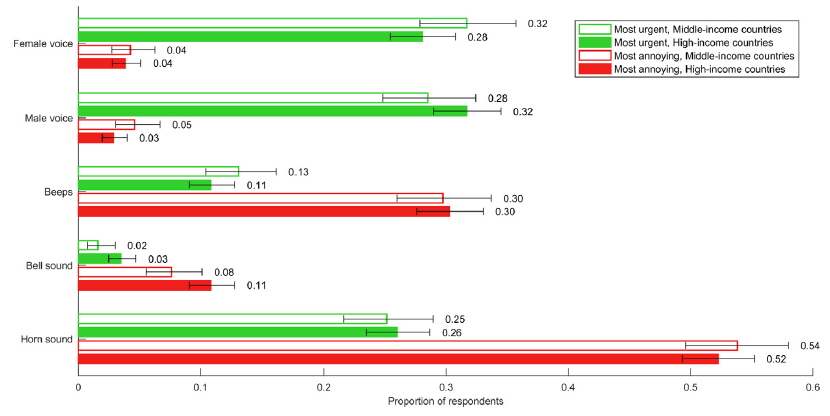 Most urgent, Middle-income countries
Most urgent, High-income countries
Most annoying, Middle-income countries
Most annoying, High-income countries
Female voice
0.32
0.28
0.04
0.04
Male voice
0.28
0.32
0.05
0.03
Beeps
0.13
0.11
0.30
0.30
Bell sound
0.02
0.03
0.08
0.11
Horn sound
0.25
0.26
0.54
0.52
0 0.1 0.2 0.3 0.4 0.5 0.6
Proportion of respondents